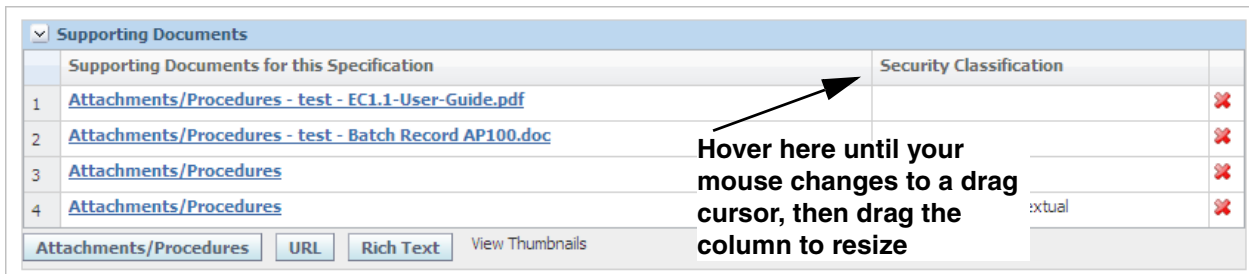 Supporting Documents
Supporting Documents for this Specification Security Classification
1 Attachments/Procedures - test - EC1.1-User-Guide.pdf
2 Attachments/Procedures - test - Batch Record AP100.doc
3 Attachments/Procedures
4 Attachments/Procedures extual
Hover here until your
mouse changes to a drag
cursor, then drag the
column to resize
Attachments/Procedures URL Rich Text View Thumbnails